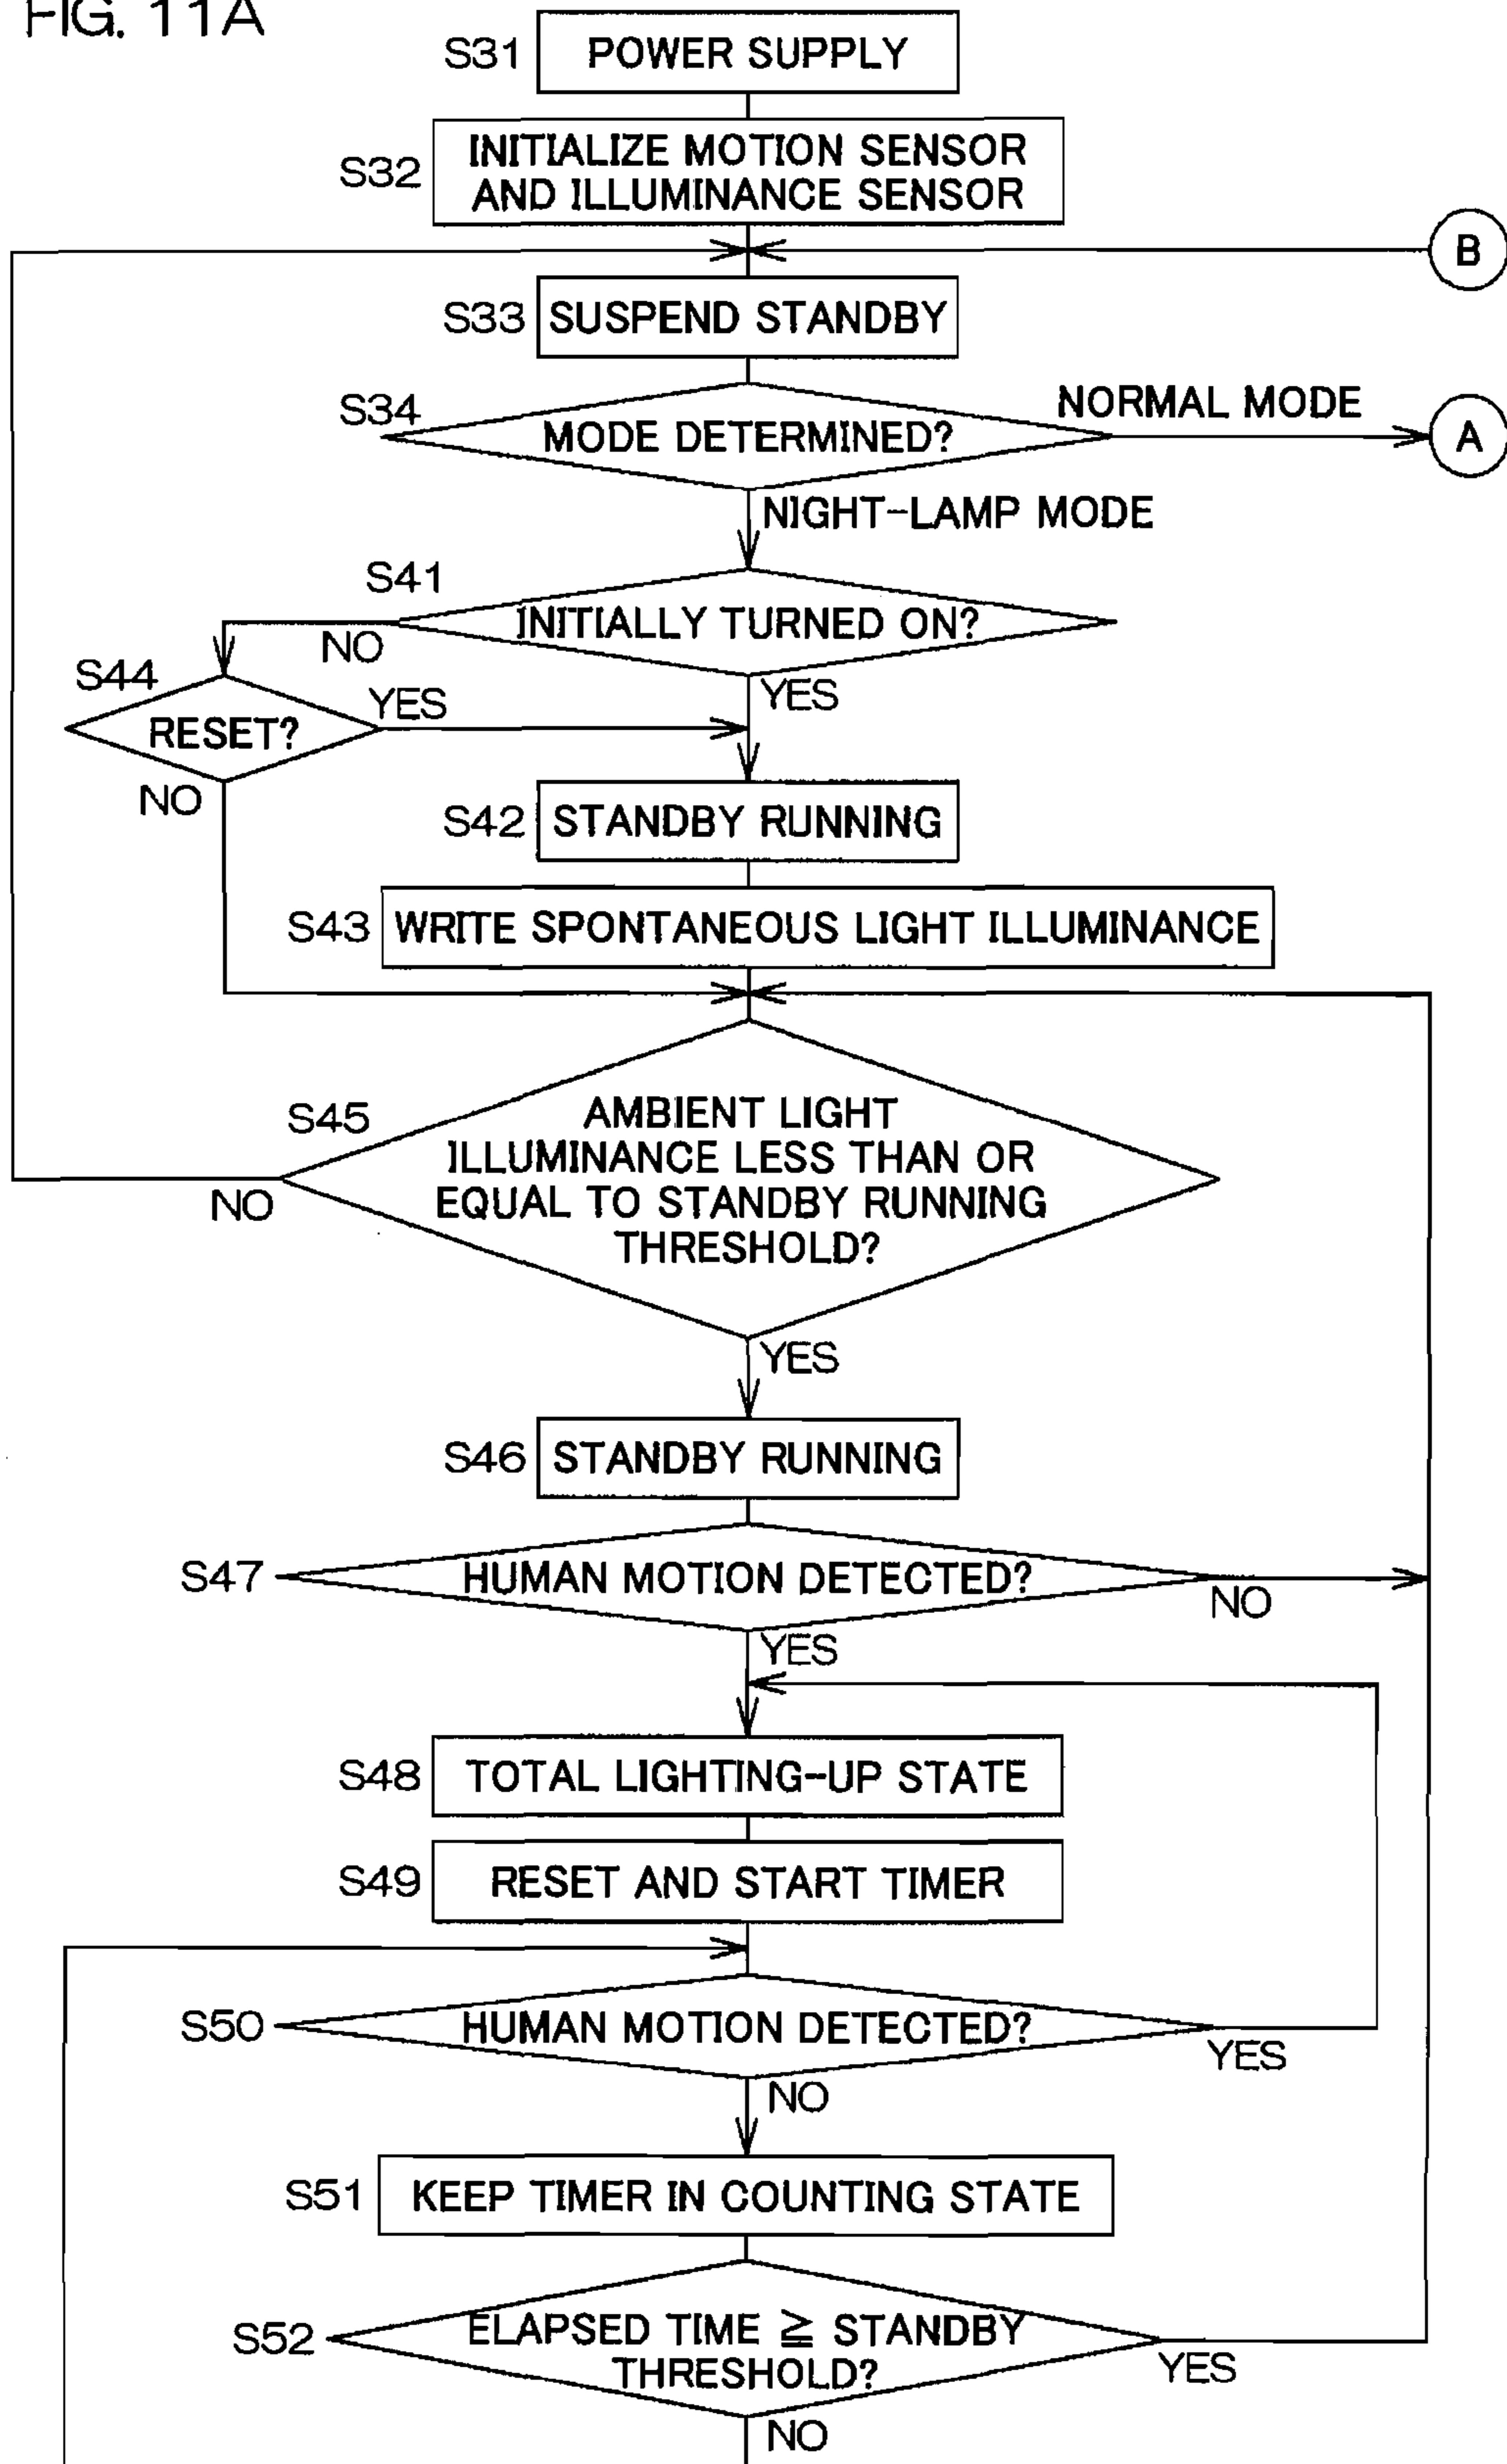 FIG. 11A
S31
POWER SUPPLY
S32
INITIALIZE MOTION SENSOR
AND ILLUMINANCE SENSOR
B
S33
SUSPEND STANDBY
S34
MODE DETERMINED?
NORMAL MODE
A
NIGHT-LAMP MODE
S41
INITIALLY TURNED ON?
NO
YES
S44
RESET?
YES
NO
S42
STANDBY RUNNING
S43
WRITE SPONTANEOUS LIGHT ILLUMINANCE
S45
AMBIENT LIGHT
ILLUMINANCE LESS THAN OR
EQUAL TO STANDBY RUNNING
THRESHOLD?
NO
YES
S46
STANDBY RUNNING
S47
HUMAN MOTION DETECTED?
NO
YES
S48
TOTAL LIGHTING-UP STATE
S49
RESET AND START TIMER
S50
HUMAN MOTION DETECTED?
YES
NO
S51
KEEP TIMER IN COUNTING STATE
S52
ELAPSED TIME ≧ STANDBY
THRESHOLD?
YES
NO